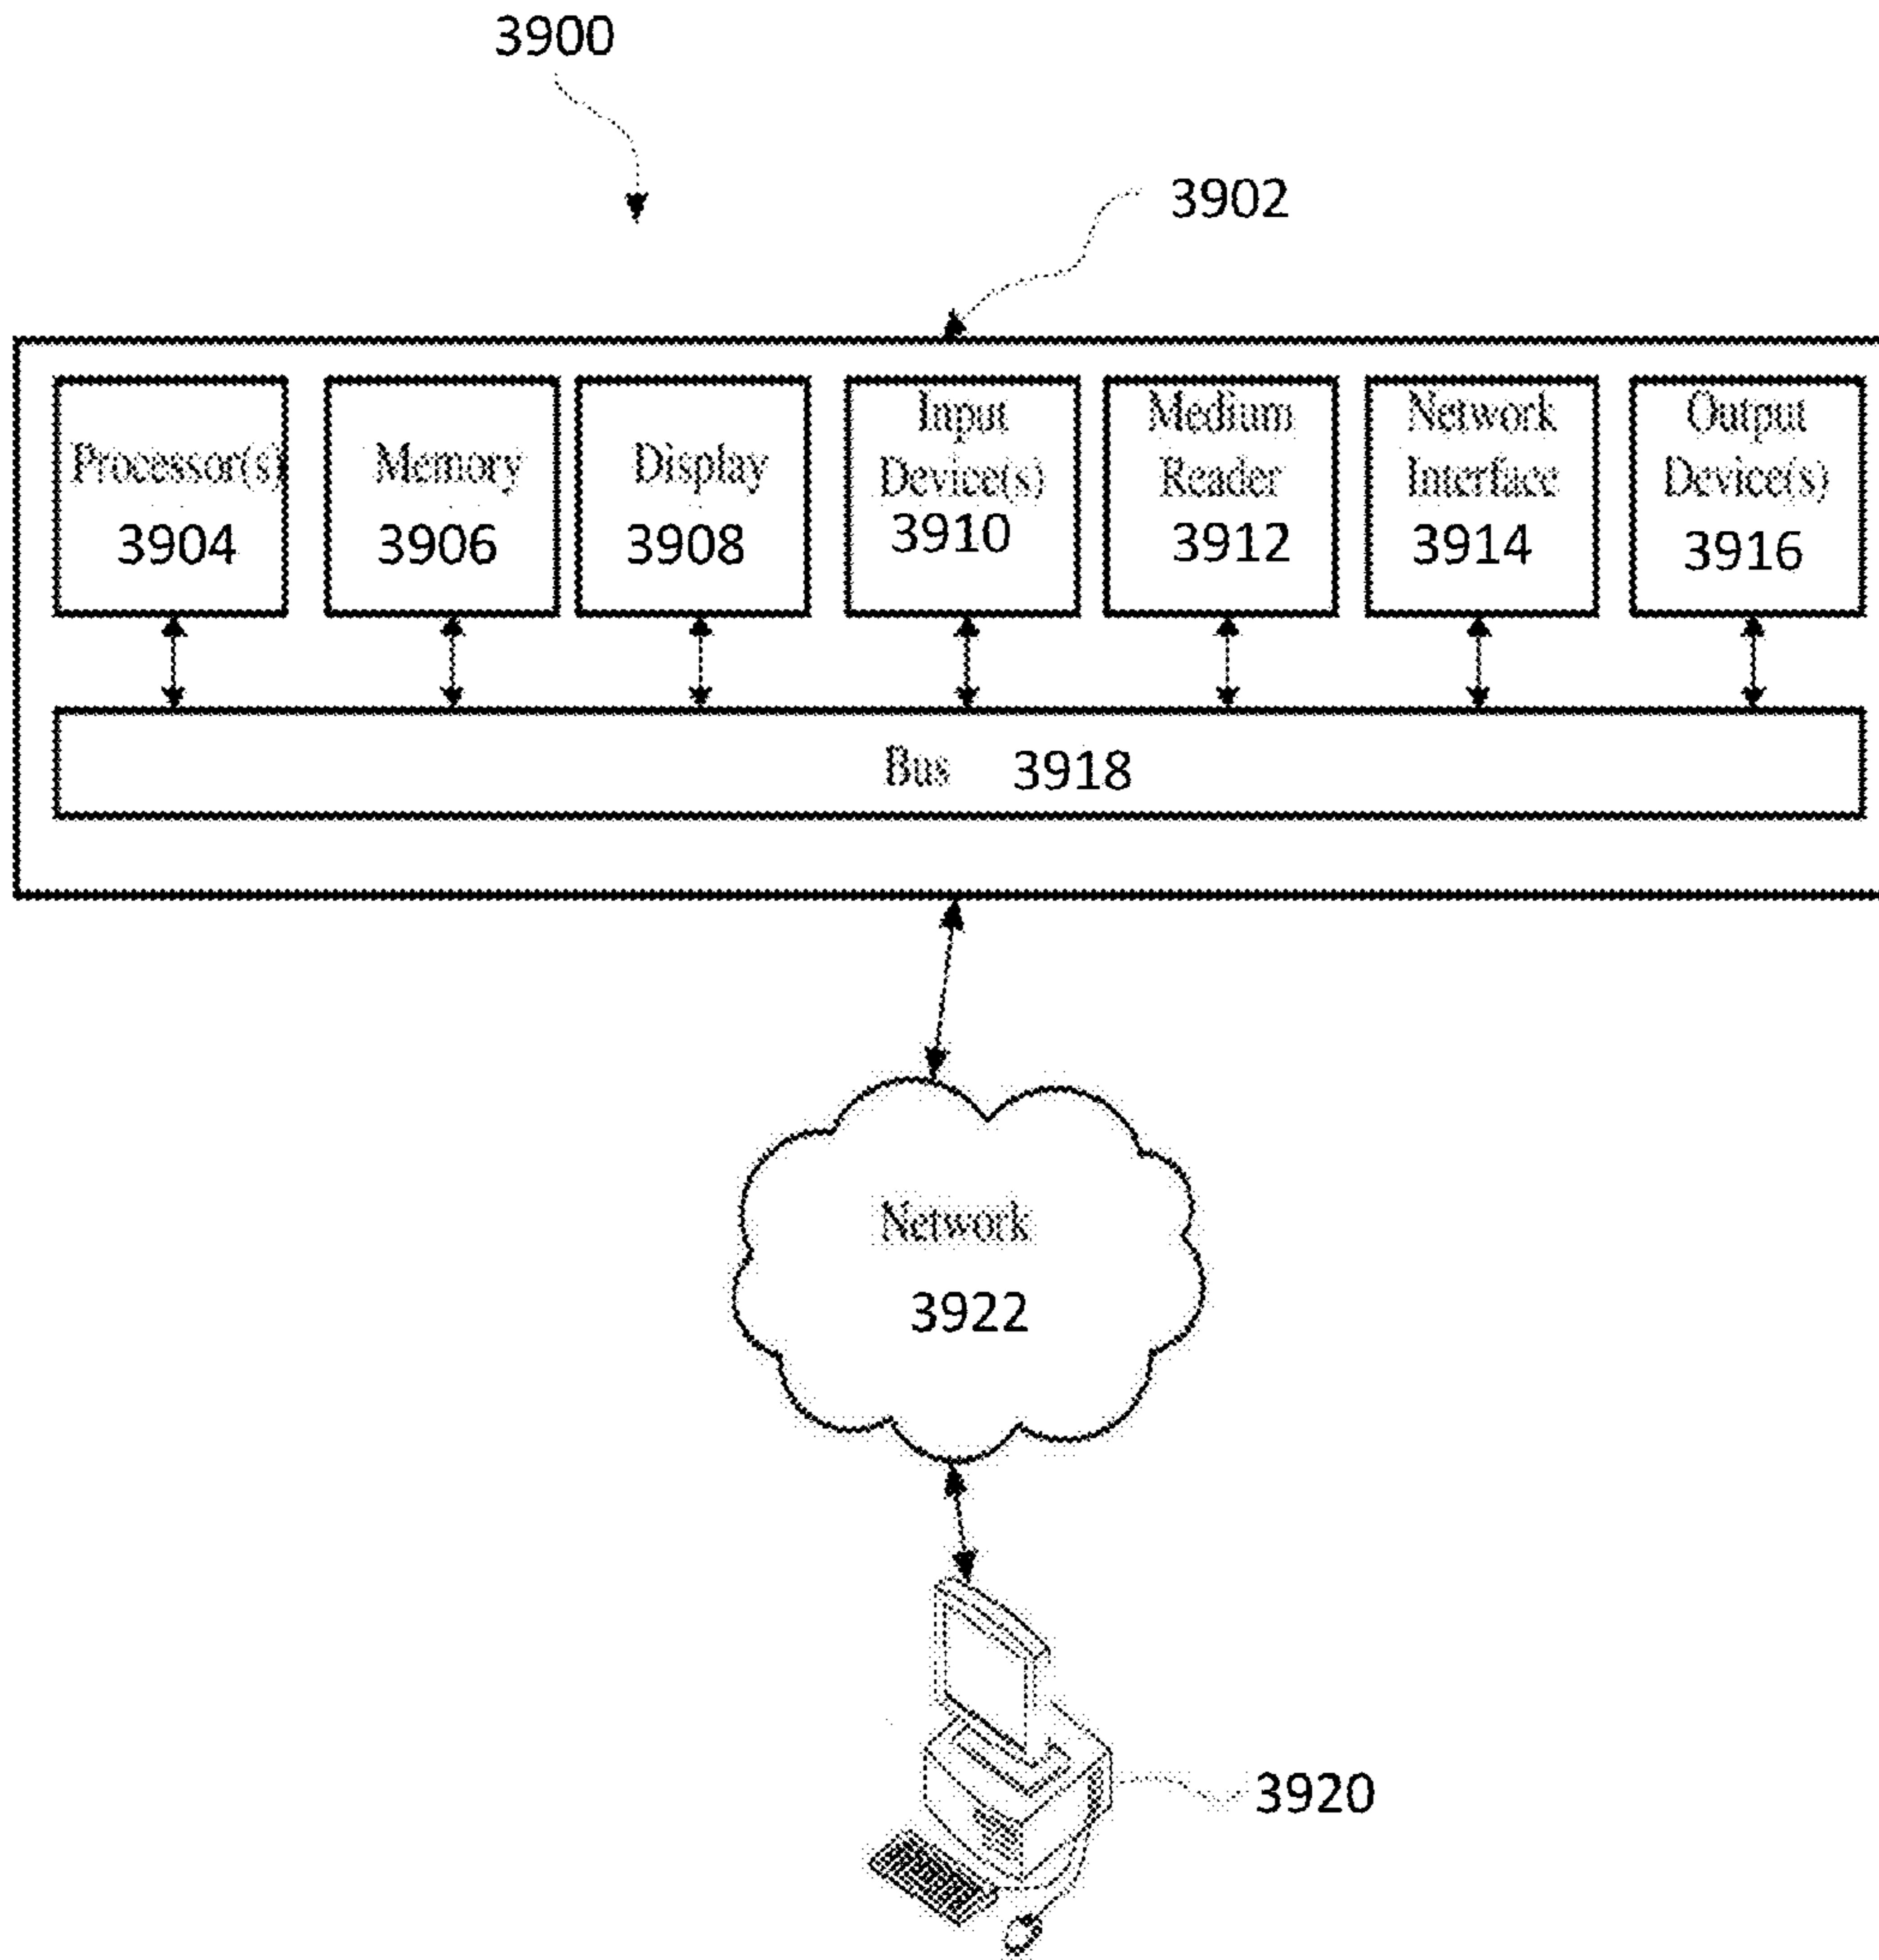 3900
3902
Processor(s)
3904
Memory
3906
Display
3908
Input
Device(s)
3910
Medium
Reader
3912
Network
Interface
3914
Output
Device(s)
3916
Bus 3918
Network
3922
3920